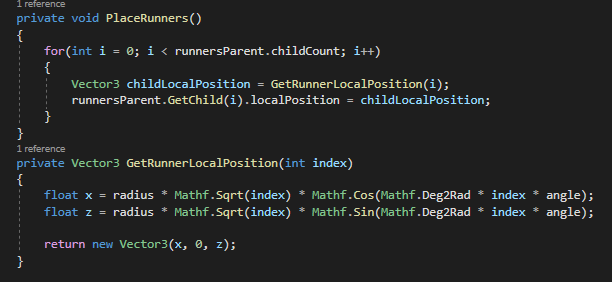 1 reference
private void PlaceRunners()
{
for(int i = 0; i < runnersParent.childCount; i++)
{
Vector3 childLocalPosition = GetRunnerLocalPosition(i);
runnersParent.GetChild(i).localPosition = childLocalPosition;
}
}
1 reference
private Vector3 GetRunnerLocalPosition(int index)
{
float x = radius * Mathf.Sqrt(index) * Mathf.Cos(Mathf.Deg2Rad * index * angle);
float z = radius * Mathf.Sqrt(index) * Mathf.Sin(Mathf.Deg2Rad * index * angle);
return new Vector3(x, 0, z);
}